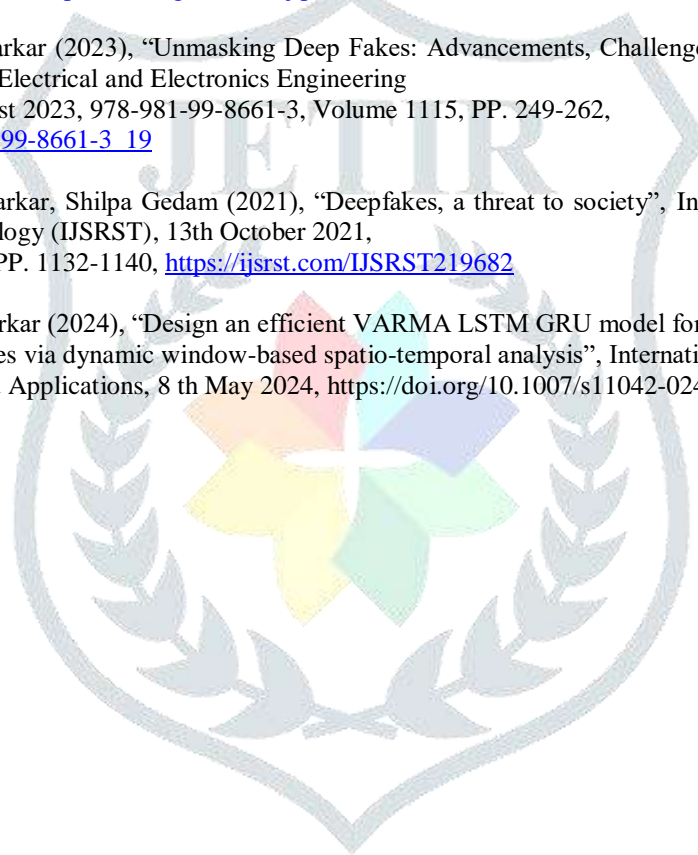 arkar (2023), “Unmasking Deep Fakes: Advancements, Challenge
Electrical and Electronics Engineering
st 2023, 978-981-99-8661-3, Volume 1115, PP. 249-262,
99-8661-3_19
JETIR
arkar, Shilpa Gedam (2021), “Deepfakes, a threat to society”, In
logy (IJSRST), 13th October 2021,
PP. 1132-1140, https://ijsrst.com/IJSRST219682
rkar (2024), “Design an efficient VARMA LSTM GRU model for
es via dynamic window-based spatio-temporal analysis”, Internati
Applications, 8 th May 2024, https://doi.org/10.1007/s11042-024